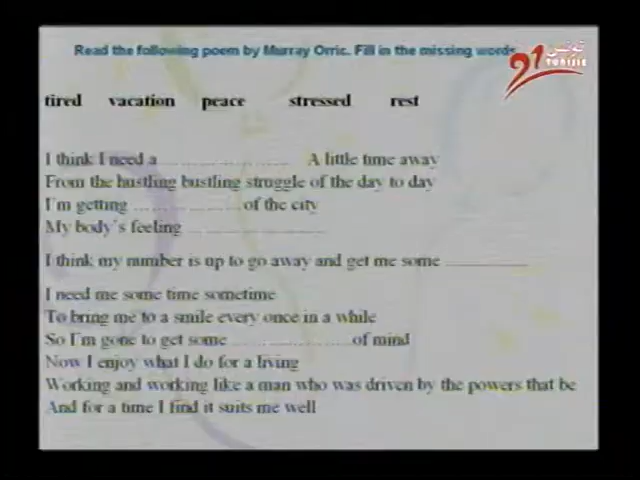 Read the following poem by Murray Orric. Fill in the missing words
تونس
21
TUNISIE
tired vacation peace stressed rest
I think I need a ........................ A little time away
From the hustling bustling struggle of the day to day
I'm getting .................... of the city
My body's feeling .........................
I think my number is up to go away and get me some ................
I need me some time sometime
To bring me to a smile every once in a while
So I'm gone to get some ........................ of mind
Now I enjoy what I do for a living
Working and working like a man who was driven by the powers that be
And for a time I find it suits me well